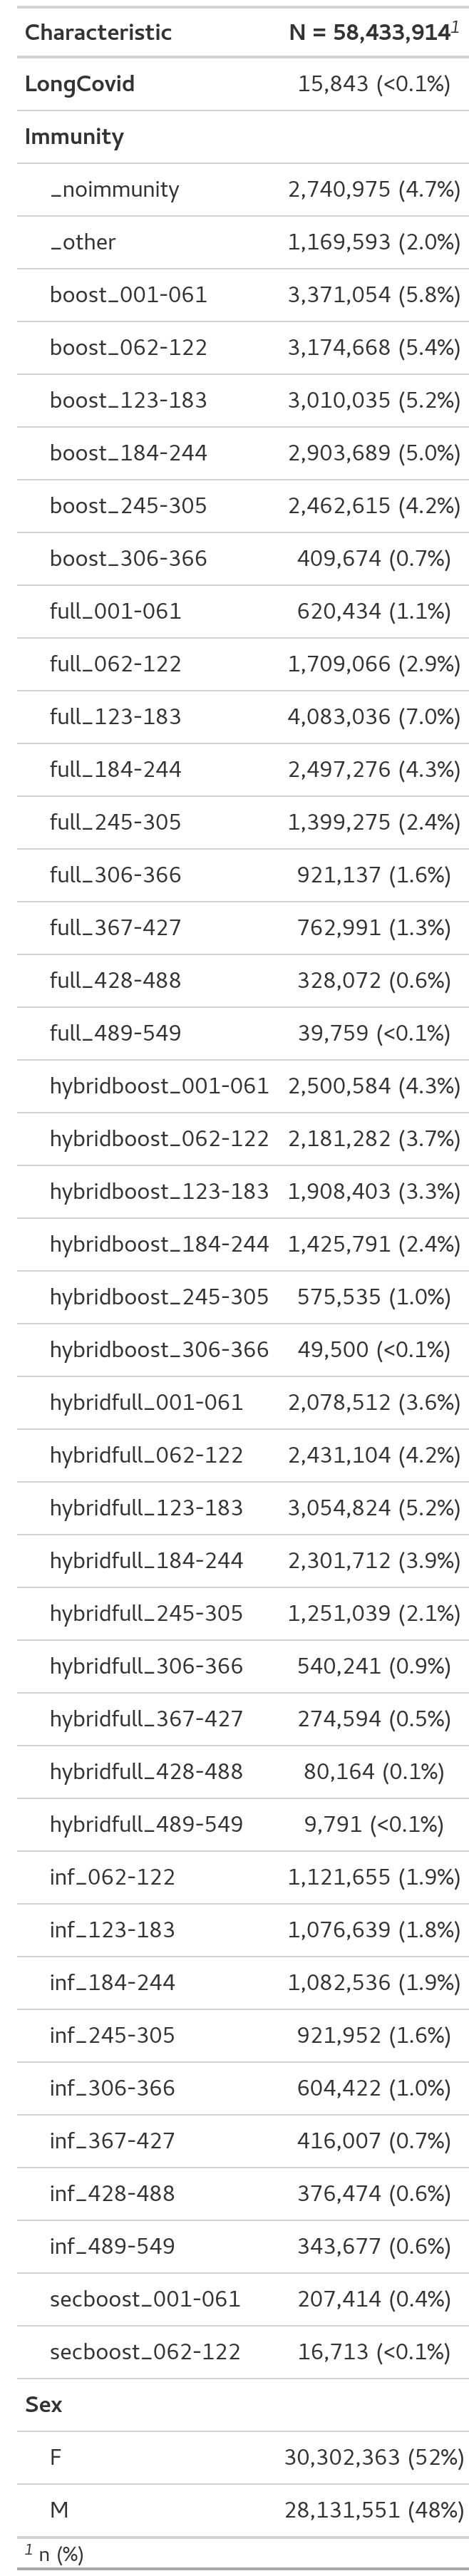 Characteristic N = 58,433,914¹
LongCovid 15,843 (<0.1%)
Immunity
_noimmunity 2,740,975 (4.7%)
_other 1,169,593 (2.0%)
boost_001-061 3,371,054 (5.8%)
boost_062-122 3,174,668 (5.4%)
boost_123-183 3,010,035 (5.2%)
boost_184-244 2,903,689 (5.0%)
boost_245-305 2,462,615 (4.2%)
boost_306-366 409,674 (0.7%)
full_001-061 620,434 (1.1%)
full_062-122 1,709,066 (2.9%)
full_123-183 4,083,036 (7.0%)
full_184-244 2,497,276 (4.3%)
full_245-305 1,399,275 (2.4%)
full_306-366 921,137 (1.6%)
full_367-427 762,991 (1.3%)
full_428-488 328,072 (0.6%)
full_489-549 39,759 (<0.1%)
hybridboost_001-061 2,500,584 (4.3%)
hybridboost_062-122 2,181,282 (3.7%)
hybridboost_123-183 1,908,403 (3.3%)
hybridboost_184-244 1,425,791 (2.4%)
hybridboost_245-305 575,535 (1.0%)
hybridboost_306-366 49,500 (<0.1%)
hybridfull_001-061 2,078,512 (3.6%)
hybridfull_062-122 2,431,104 (4.2%)
hybridfull_123-183 3,054,824 (5.2%)
hybridfull_184-244 2,301,712 (3.9%)
hybridfull_245-305 1,251,039 (2.1%)
hybridfull_306-366 540,241 (0.9%)
hybridfull_367-427 274,594 (0.5%)
hybridfull_428-488 80,164 (0.1%)
hybridfull_489-549 9,791 (<0.1%)
inf_062-122 1,121,655 (1.9%)
inf_123-183 1,076,639 (1.8%)
inf_184-244 1,082,536 (1.9%)
inf_245-305 921,952 (1.6%)
inf_306-366 604,422 (1.0%)
inf_367-427 416,007 (0.7%)
inf_428-488 376,474 (0.6%)
inf_489-549 343,677 (0.6%)
secboost_001-061 207,414 (0.4%)
secboost_062-122 16,713 (<0.1%)
Sex
F 30,302,363 (52%)
M 28,131,551 (48%)
¹ n (%)